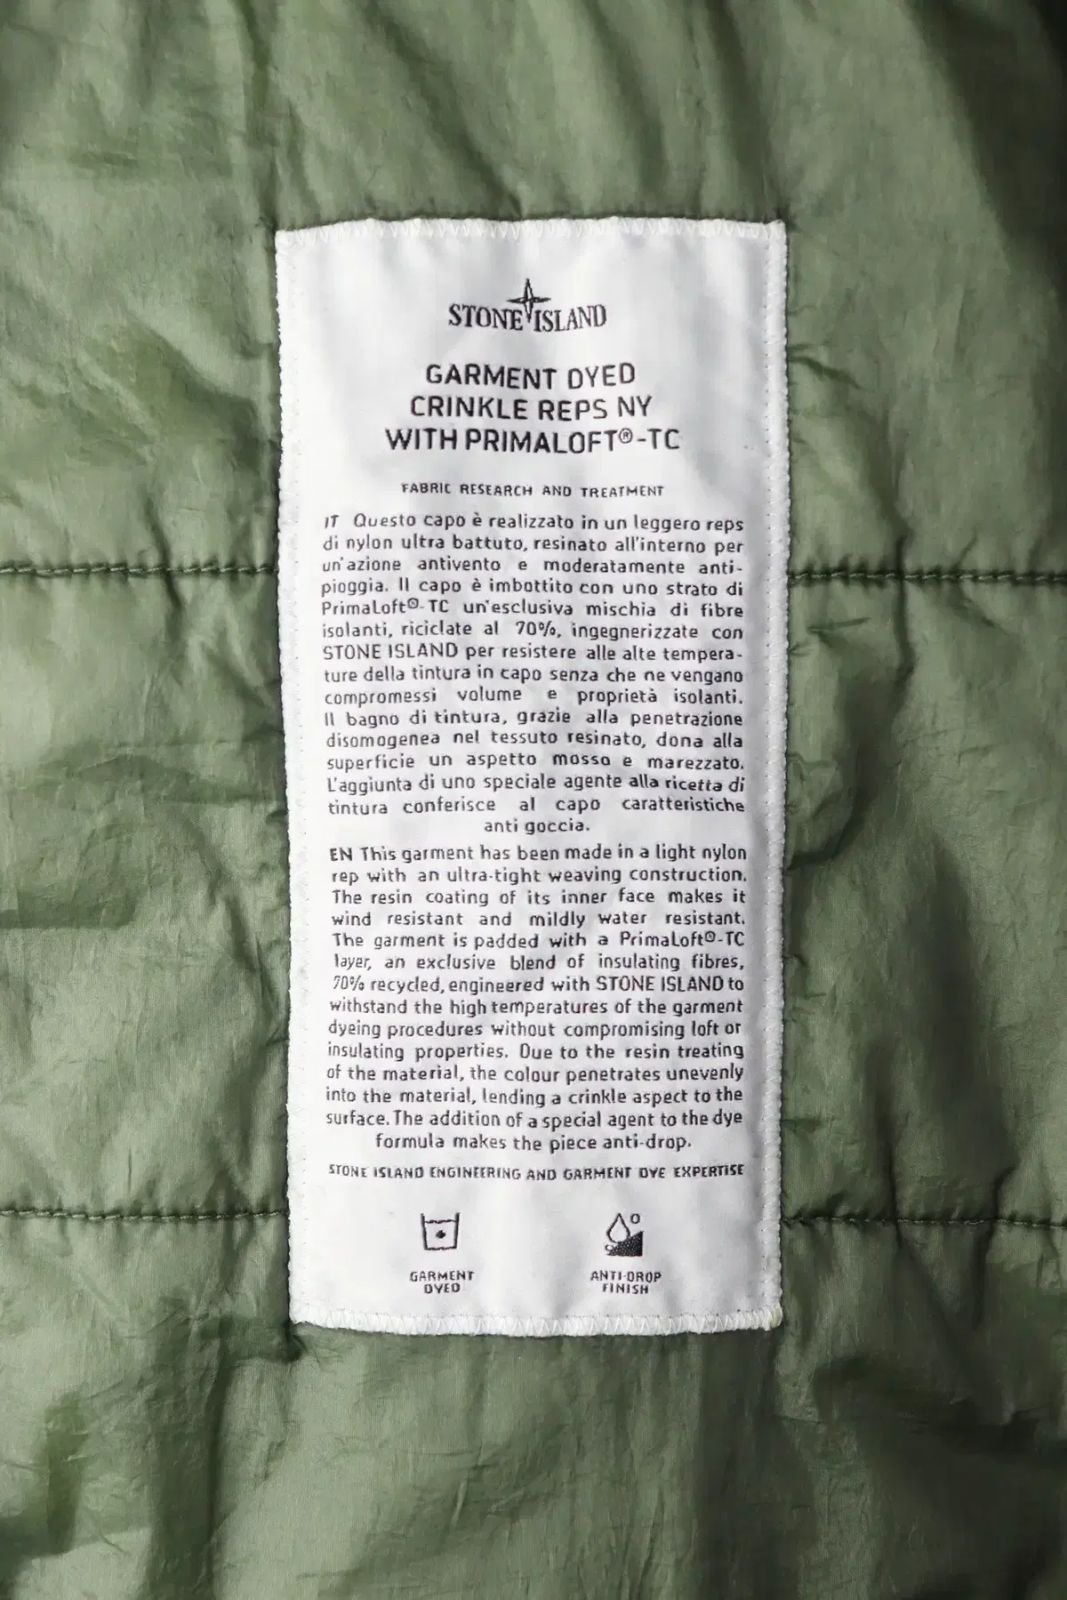 STONE ISLAND
GARMENT DYED
CRINKLE REPS NY
WITH PRIMALOFT®-TC
FABRIC RESEARCH AND TREATMENT
IT Questo capo è realizzato in un leggero reps
di nylon ultra battuto, resinato all'interno per
un'azione antivento e moderatamente anti-
pioggia. Il capo è imbottito con uno strato di
PrimaLoft®-TC un'esclusiva mischia di fibre
isolanti, riciclate al 70%, ingegnerizzate con
STONE ISLAND per resistere alle alte tempera-
ture della tintura in capo senza che ne vengano
compromessi volume e proprietà isolanti.
Il bagno di tintura, grazie alla penetrazione
disomogenea nel tessuto resinato, dona alla
superficie un aspetto mosso e marezzato.
L'aggiunta di uno speciale agente alla ricetta di
tintura conferisce al capo caratteristiche
anti goccia.
EN This garment has been made in a light nylon
rep with an ultra-tight weaving construction.
The resin coating of its inner face makes it
wind resistant and mildly water resistant.
The garment is padded with a PrimaLoft®-TC
layer, an exclusive blend of insulating fibres,
70% recycled, engineered with STONE ISLAND to
withstand the high temperatures of the garment
dyeing procedures without compromising loft or
insulating properties. Due to the resin treating
of the material, the colour penetrates unevenly
into the material, lending a crinkle aspect to the
surface. The addition of a special agent to the dye
formula makes the piece anti-drop.
STONE ISLAND ENGINEERING AND GARMENT DYE EXPERTISE
GARMENT ANTI-DROP
DYED FINISH